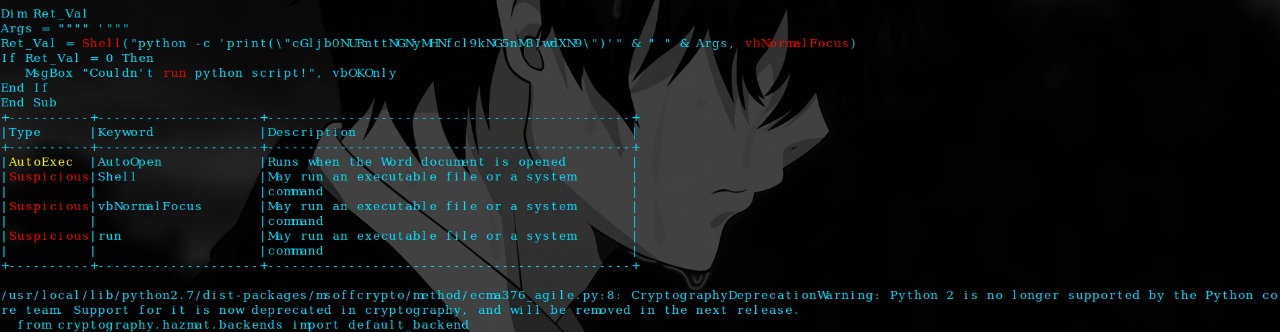 Dim Ret_Val
Args = """" '""""
Ret_Val = Shell("python -c 'print(\"cGljb0NURnttNGNyMHNfcl9kNG5nM3IwdXN9\")'" & " " & Args, vbNormalFocus)
If Ret_Val = 0 Then
   MsgBox "Couldn't run python script!", vbOKOnly
End If
End Sub
+----------+--------------------+---------------------------------------------+
|Type      |Keyword             |Description                                  |
+----------+--------------------+---------------------------------------------+
|AutoExec  |AutoOpen            |Runs when the Word document is opened        |
|Suspicious|Shell               |May run an executable file or a system       |
|          |                    |command                                      |
|Suspicious|vbNormalFocus       |May run an executable file or a system       |
|          |                    |command                                      |
|Suspicious|run                 |May run an executable file or a system       |
|          |                    |command                                      |
+----------+--------------------+---------------------------------------------+
/usr/local/lib/python2.7/dist-packages/msoffcrypto/method/ecma376_agile.py:8: CryptographyDeprecationWarning: Python 2 is no longer supported by the Python co
re team. Support for it is now deprecated in cryptography, and will be removed in the next release.
  from cryptography.hazmat.backends import default_backend